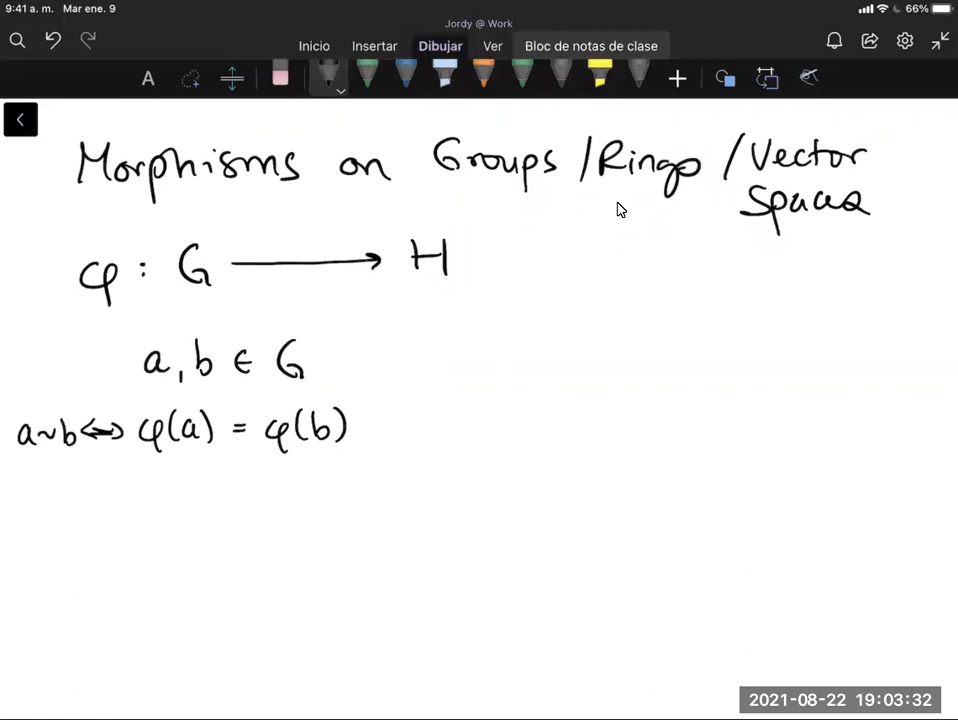 9:41 a. m. Mar ene. 9 66%
Jordy @ Work
Inicio Insertar Dibujar Ver Bloc de notas de clase
A
Morphisms on Groups /Rings /Vector
Spaces
φ : G ⟶ H
a, b ∈ G
a~b⟷ φ(a) = φ(b)
2021-08-22 19:03:32